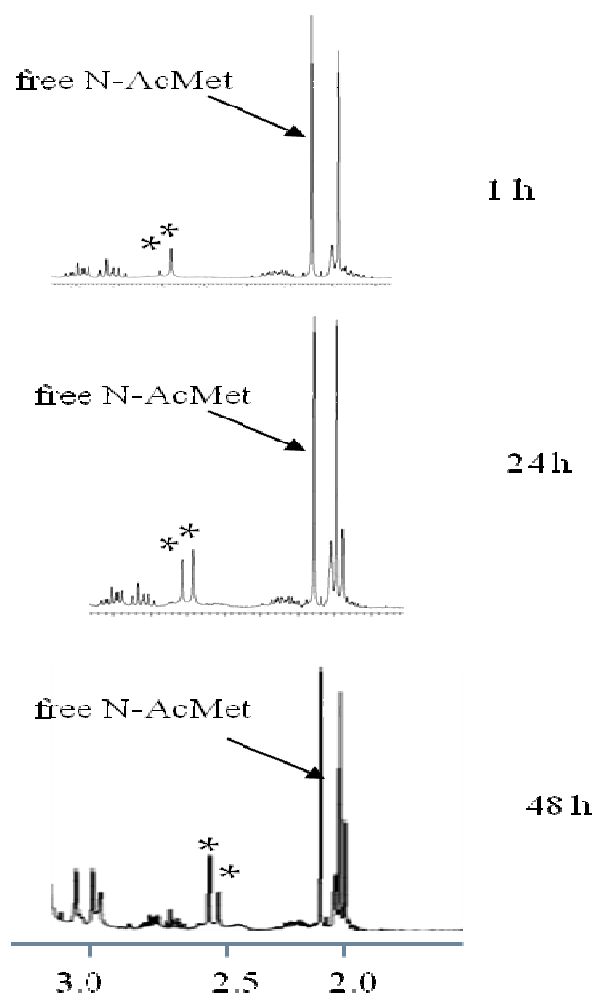 free N-AcMet
1 h
**
free N-AcMet
24 h
**
free N-AcMet
48 h
*
*
3.0 2.5 2.0